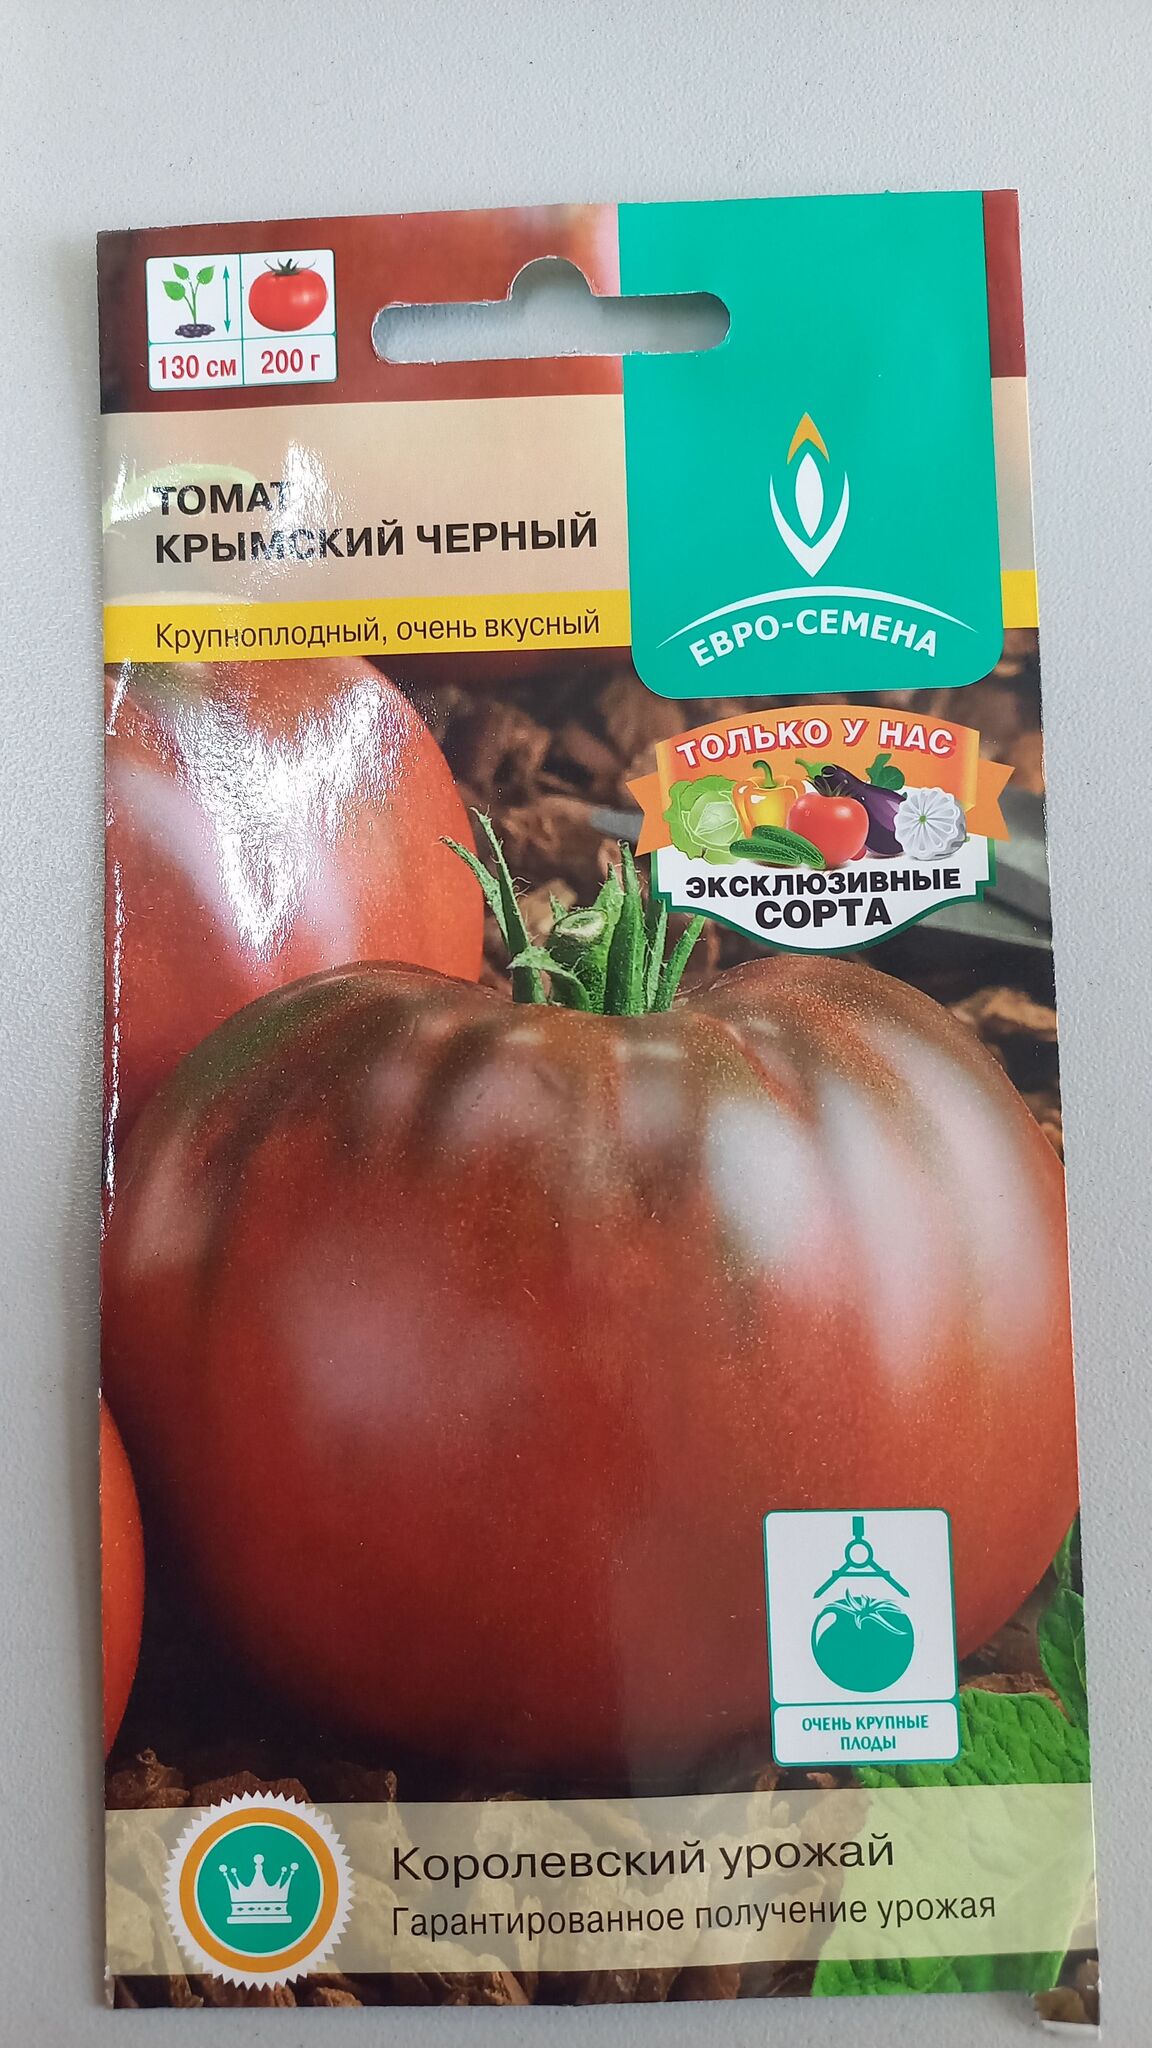 130 см 200 г
ТОМАТ
КРЫМСКИЙ ЧЕРНЫЙ
Крупноплодный, очень вкусный
ЕВРО-СЕМЕНА
ТОЛЬКО У НАС
ЭКСКЛЮЗИВНЫЕ
СОРТА
ОЧЕНЬ КРУПНЫЕ
ПЛОДЫ
Королевский урожай
Гарантированное получение урожая